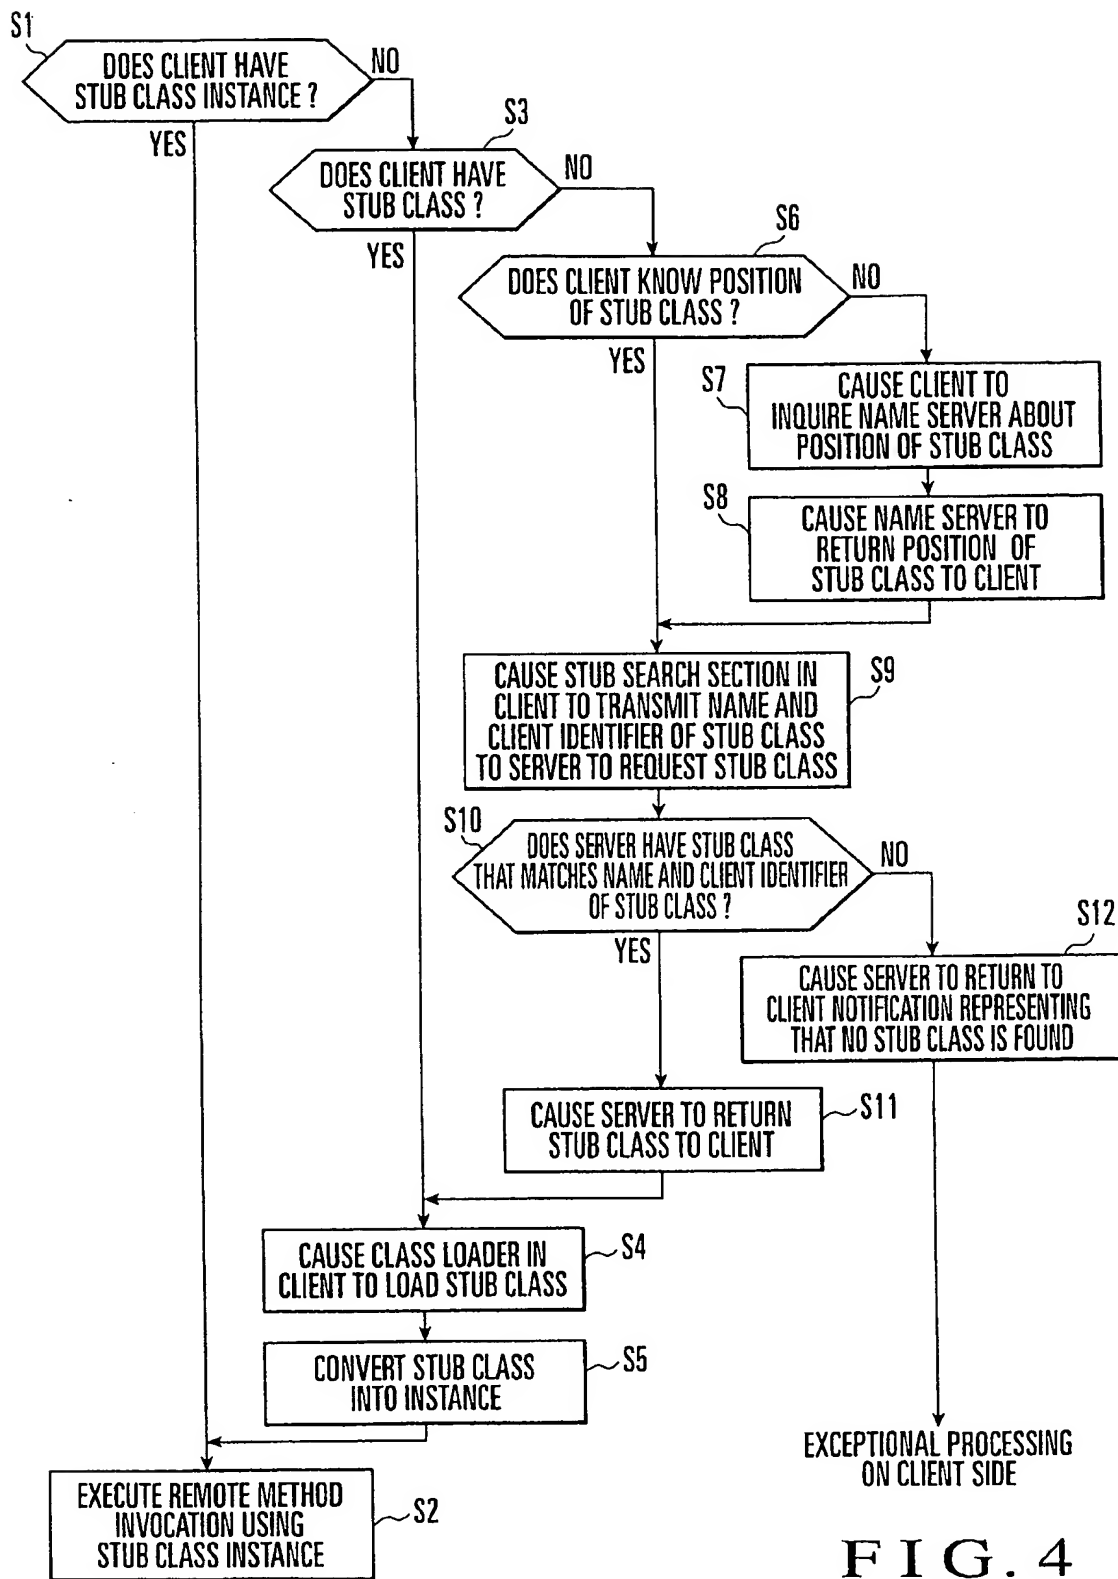 S1
DOES CLIENT HAVE
STUB CLASS INSTANCE ?
NO
YES
S3
DOES CLIENT HAVE
STUB CLASS ?
NO
YES
S6
DOES CLIENT KNOW POSITION
OF STUB CLASS ?
NO
YES
S7
CAUSE CLIENT TO
INQUIRE NAME SERVER ABOUT
POSITION OF STUB CLASS
S8
CAUSE NAME SERVER TO
RETURN POSITION OF
STUB CLASS TO CLIENT
CAUSE STUB SEARCH SECTION IN
CLIENT TO TRANSMIT NAME AND
CLIENT IDENTIFIER OF STUB CLASS
TO SERVER TO REQUEST STUB CLASS
S9
S10
DOES SERVER HAVE STUB CLASS
THAT MATCHES NAME AND CLIENT IDENTIFIER
OF STUB CLASS ?
NO
YES
S12
CAUSE SERVER TO RETURN TO
CLIENT NOTIFICATION REPRESENTING
THAT NO STUB CLASS IS FOUND
CAUSE SERVER TO RETURN
STUB CLASS TO CLIENT
S11
CAUSE CLASS LOADER IN
CLIENT TO LOAD STUB CLASS
S4
CONVERT STUB CLASS
INTO INSTANCE
S5
EXCEPTIONAL PROCESSING
ON CLIENT SIDE
EXECUTE REMOTE METHOD
INVOCATION USING
STUB CLASS INSTANCE
S2
FIG. 4